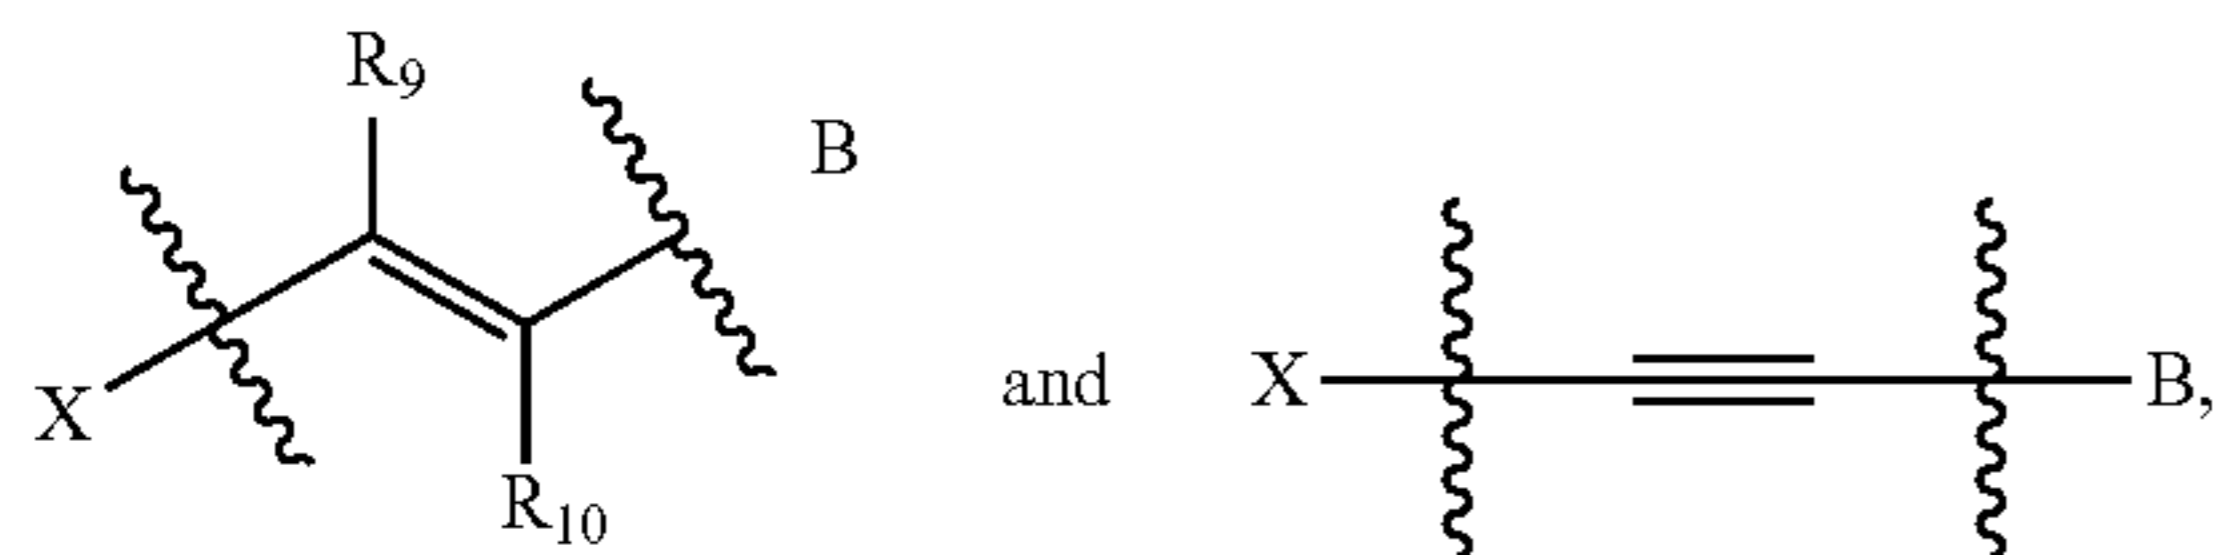 R₉
B
X
R₁₀
and
X
B,